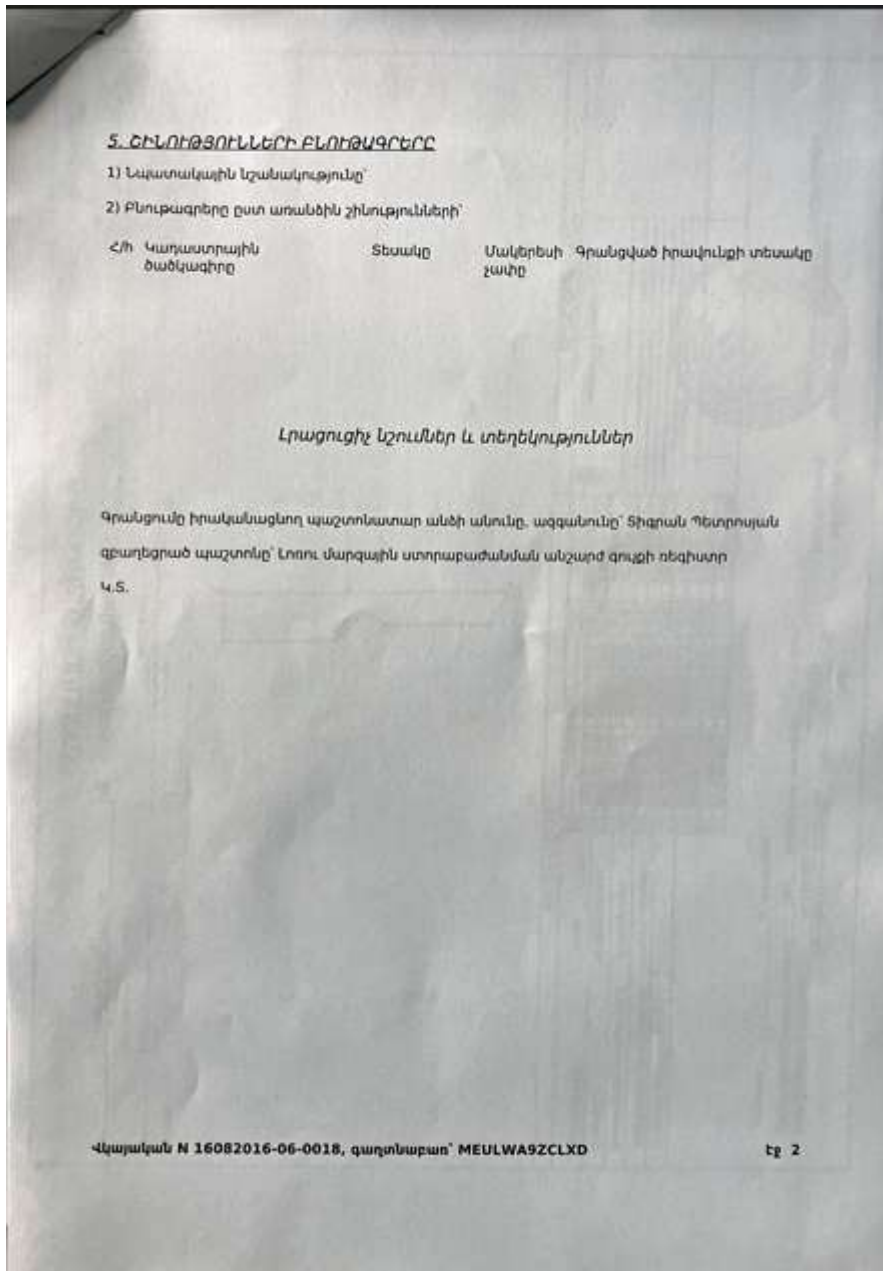 5. ՇԻՆՈՒԹՅՈՒՆՆԵՐԻ ԲՆՈՒԹԱԳՐԵՐԸ
1) Նպատակային նշանակությունը՝
2) Բնութագրերը ըստ առանձին շինությունների՝
Հ/հ Կադաստրային ծածկագիրը Տեսակը Մակերեսի չափը Գրանցված իրավունքի տեսակը
Լրացուցիչ նշումներ և տեղեկություններ
Գրանցումը իրականացնող պաշտոնատար անձի անունը, ազգանունը՝ Տիգրան Պետրոսյան
զբաղեցրած պաշտոնը՝ Լոռու մարզային ստորաբաժանման անշարժ գույքի ռեգիստր
Կ.Տ.
Վկայական N 16082016-06-0018, գաղտնաբառ՝ MEULWA9ZCLXD էջ 2